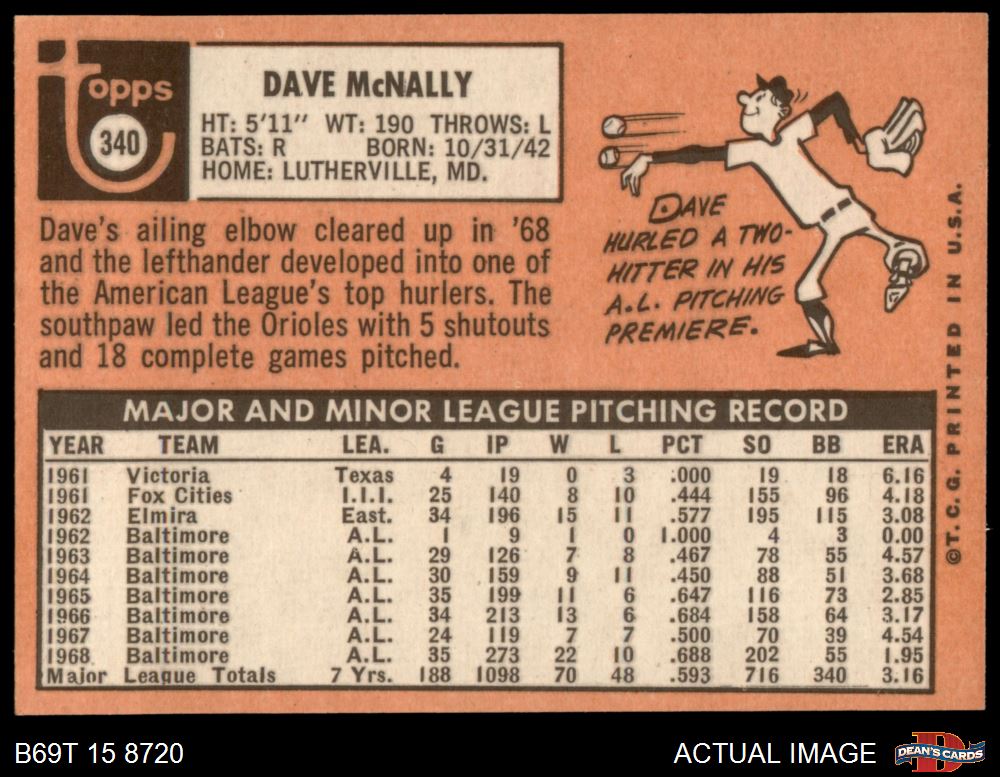 topps
340
DAVE McNALLY
HT: 5'11" WT: 190 THROWS: L
BATS: R BORN: 10/31/42
HOME: LUTHERVILLE, MD.
Dave's ailing elbow cleared up in '68
and the lefthander developed into one of
the American League's top hurlers. The
southpaw led the Orioles with 5 shutouts
and 18 complete games pitched.
DAVE
HURLED A TWO-
HITTER IN HIS
A.L. PITCHING
PREMIERE.
©T.C.G. PRINTED IN U.S.A.
MAJOR AND MINOR LEAGUE PITCHING RECORD
YEAR TEAM LEA. G IP W L PCT SO BB ERA
1961 Victoria Texas 4 19 0 3 .000 19 18 6.16
1961 Fox Cities I.I.I. 25 140 8 10 .444 155 96 4.18
1962 Elmira East. 34 196 15 11 .577 195 115 3.08
1962 Baltimore A.L. 1 9 1 0 1.000 4 3 0.00
1963 Baltimore A.L. 29 126 7 8 .467 78 55 4.57
1964 Baltimore A.L. 30 159 9 11 .450 88 51 3.68
1965 Baltimore A.L. 35 199 11 6 .647 116 73 2.85
1966 Baltimore A.L. 34 213 13 6 .684 158 64 3.17
1967 Baltimore A.L. 24 119 7 7 .500 70 39 4.54
1968 Baltimore A.L. 35 273 22 10 .688 202 55 1.95
Major League Totals 7 Yrs. 188 1098 70 48 .593 716 340 3.16
B69T 15 8720
ACTUAL IMAGE
D
DEAN'S CARDS